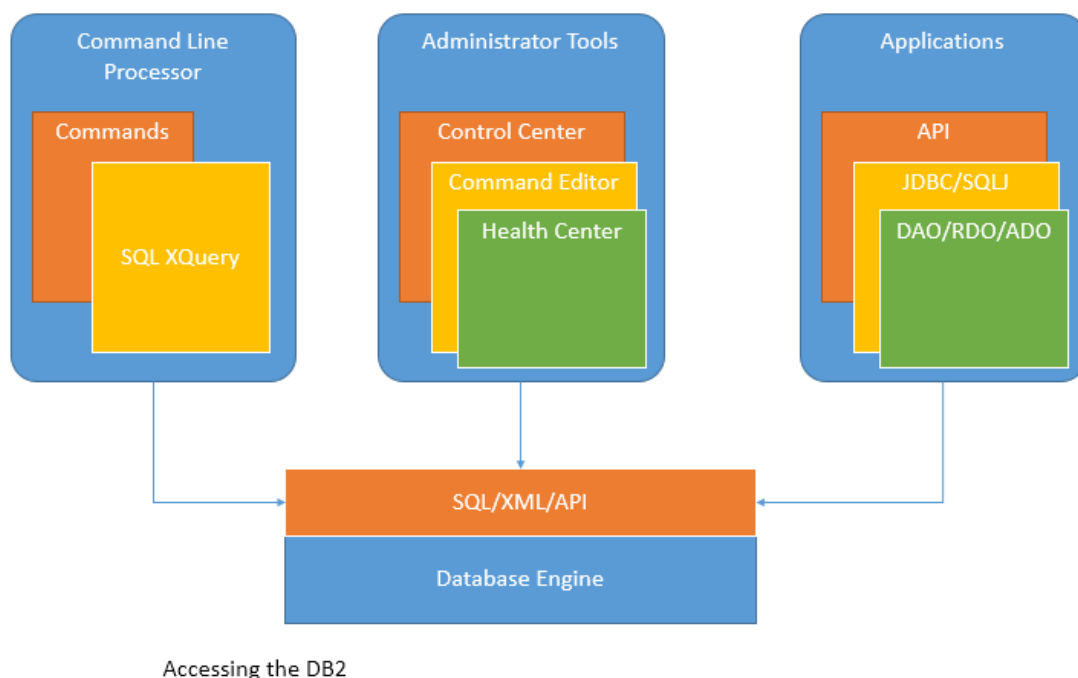 Command Line
Processor
Commands
SQL XQuery
Administrator Tools
Control Center
Command Editor
Health Center
Applications
API
JDBC/SQLJ
DAO/RDO/ADO
SQL/XML/API
Database Engine
Accessing the DB2